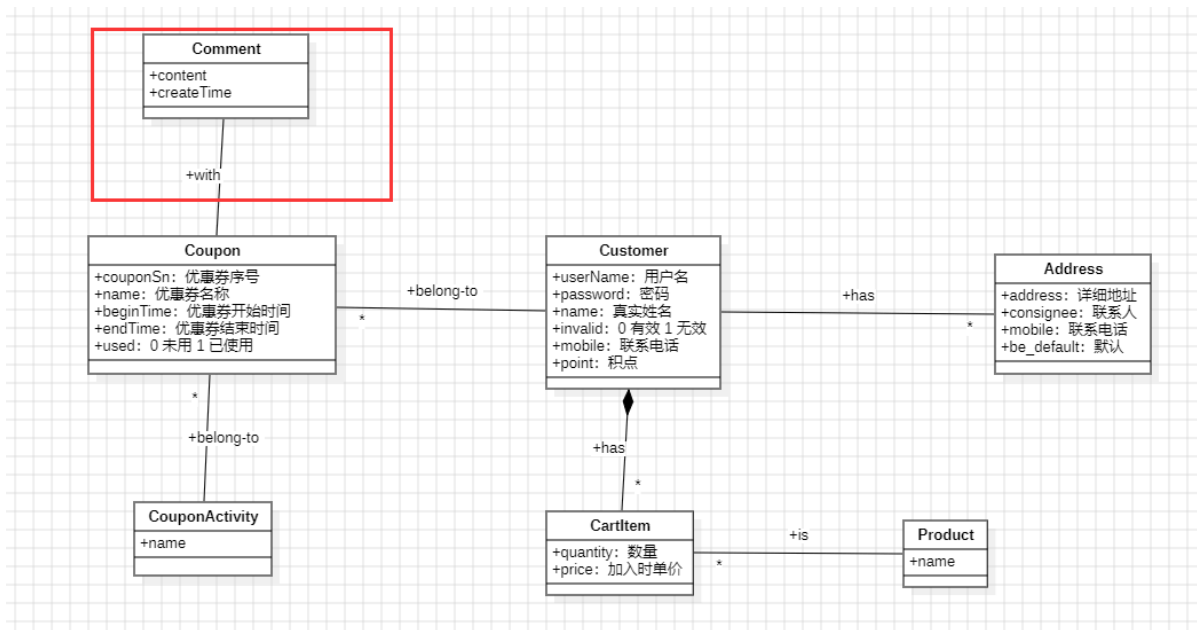 Comment
+content
+createTime
+with
Coupon
+couponSn：优惠券序号
+name：优惠券名称
+beginTime：优惠券开始时间
+endTime：优惠券结束时间
+used：0 未用 1 已使用
+belong-to
*
Customer
+userName：用户名
+password：密码
+name：真实姓名
+invalid：0 有效 1 无效
+mobile：联系电话
+point：积点
+has
*
Address
+address：详细地址
+consignee：联系人
+mobile：联系电话
+be_default：默认
*
+belong-to
CouponActivity
+name
+has
*
CartItem
+quantity：数量
+price：加入时单价
+is
*
Product
+name